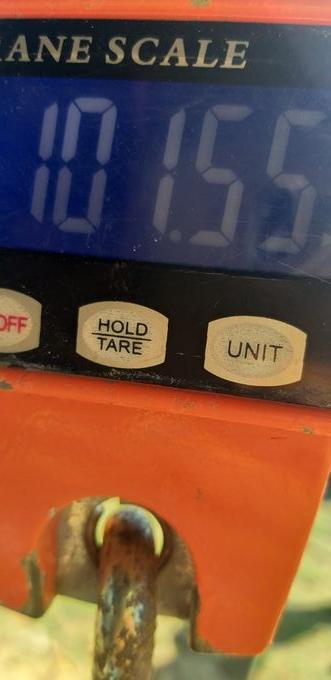 ANE SCALE
101.55
OFF
HOLD
TARE
UNIT